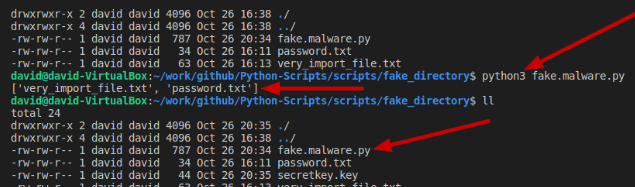 drwxrwxr-x 2 david david 4096 Oct 26 16:38 ./
drwxrwxr-x 4 david david 4096 Oct 26 16:38 ../
-rw-rw-r-- 1 david david  787 Oct 26 20:34 fake.malware.py
-rw-rw-r-- 1 david david   34 Oct 26 16:11 password.txt
-rw-rw-r-- 1 david david   63 Oct 26 16:13 very_import_file.txt
david@david-VirtualBox:~/work/github/Python-Scripts/scripts/fake_directory$ python3 fake.malware.py
['very_import_file.txt', 'password.txt']
david@david-VirtualBox:~/work/github/Python-Scripts/scripts/fake_directory$ ll
total 24
drwxrwxr-x 2 david david 4096 Oct 26 20:35 ./
drwxrwxr-x 4 david david 4096 Oct 26 16:38 ../
-rw-rw-r-- 1 david david  787 Oct 26 20:34 fake.malware.py
-rw-rw-r-- 1 david david   34 Oct 26 16:11 password.txt
-rw-rw-r-- 1 david david   44 Oct 26 20:35 secretkey.key
-rw-rw-r-- 1 david david   63 Oct 26 16:13 very_import_file.txt